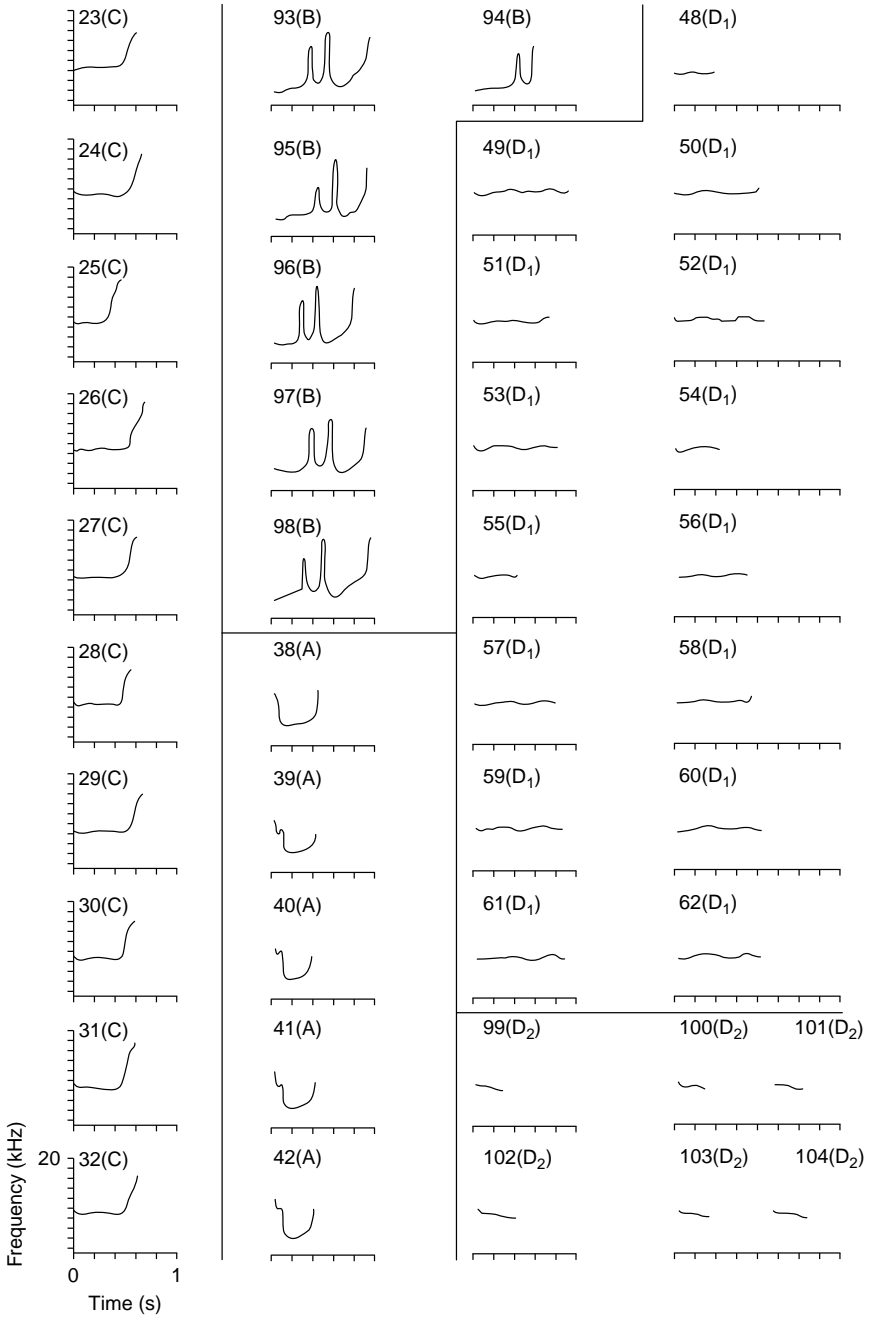 23(C) 93(B) 94(B) 48(D₁)
24(C) 95(B) 49(D₁) 50(D₁)
25(C) 96(B) 51(D₁) 52(D₁)
26(C) 97(B) 53(D₁) 54(D₁)
27(C) 98(B) 55(D₁) 56(D₁)
28(C) 38(A) 57(D₁) 58(D₁)
29(C) 39(A) 59(D₁) 60(D₁)
30(C) 40(A) 61(D₁) 62(D₁)
31(C) 41(A) 99(D₂) 100(D₂) 101(D₂)
32(C) 42(A) 102(D₂) 103(D₂) 104(D₂)
Frequency (kHz)
20
0 1
Time (s)